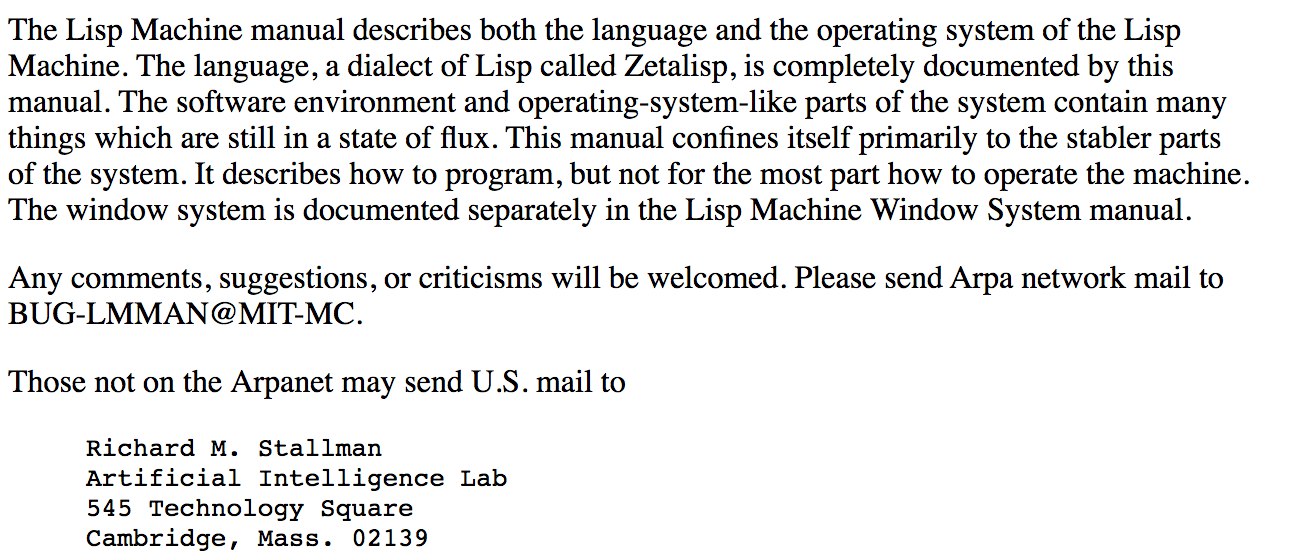 The Lisp Machine manual describes both the language and the operating system of the Lisp
Machine. The language, a dialect of Lisp called Zetalisp, is completely documented by this
manual. The software environment and operating-system-like parts of the system contain many
things which are still in a state of flux. This manual confines itself primarily to the stabler parts
of the system. It describes how to program, but not for the most part how to operate the machine.
The window system is documented separately in the Lisp Machine Window System manual.
Any comments, suggestions, or criticisms will be welcomed. Please send Arpa network mail to
BUG-LMMAN@MIT-MC.
Those not on the Arpanet may send U.S. mail to
Richard M. Stallman
Artificial Intelligence Lab
545 Technology Square
Cambridge, Mass. 02139